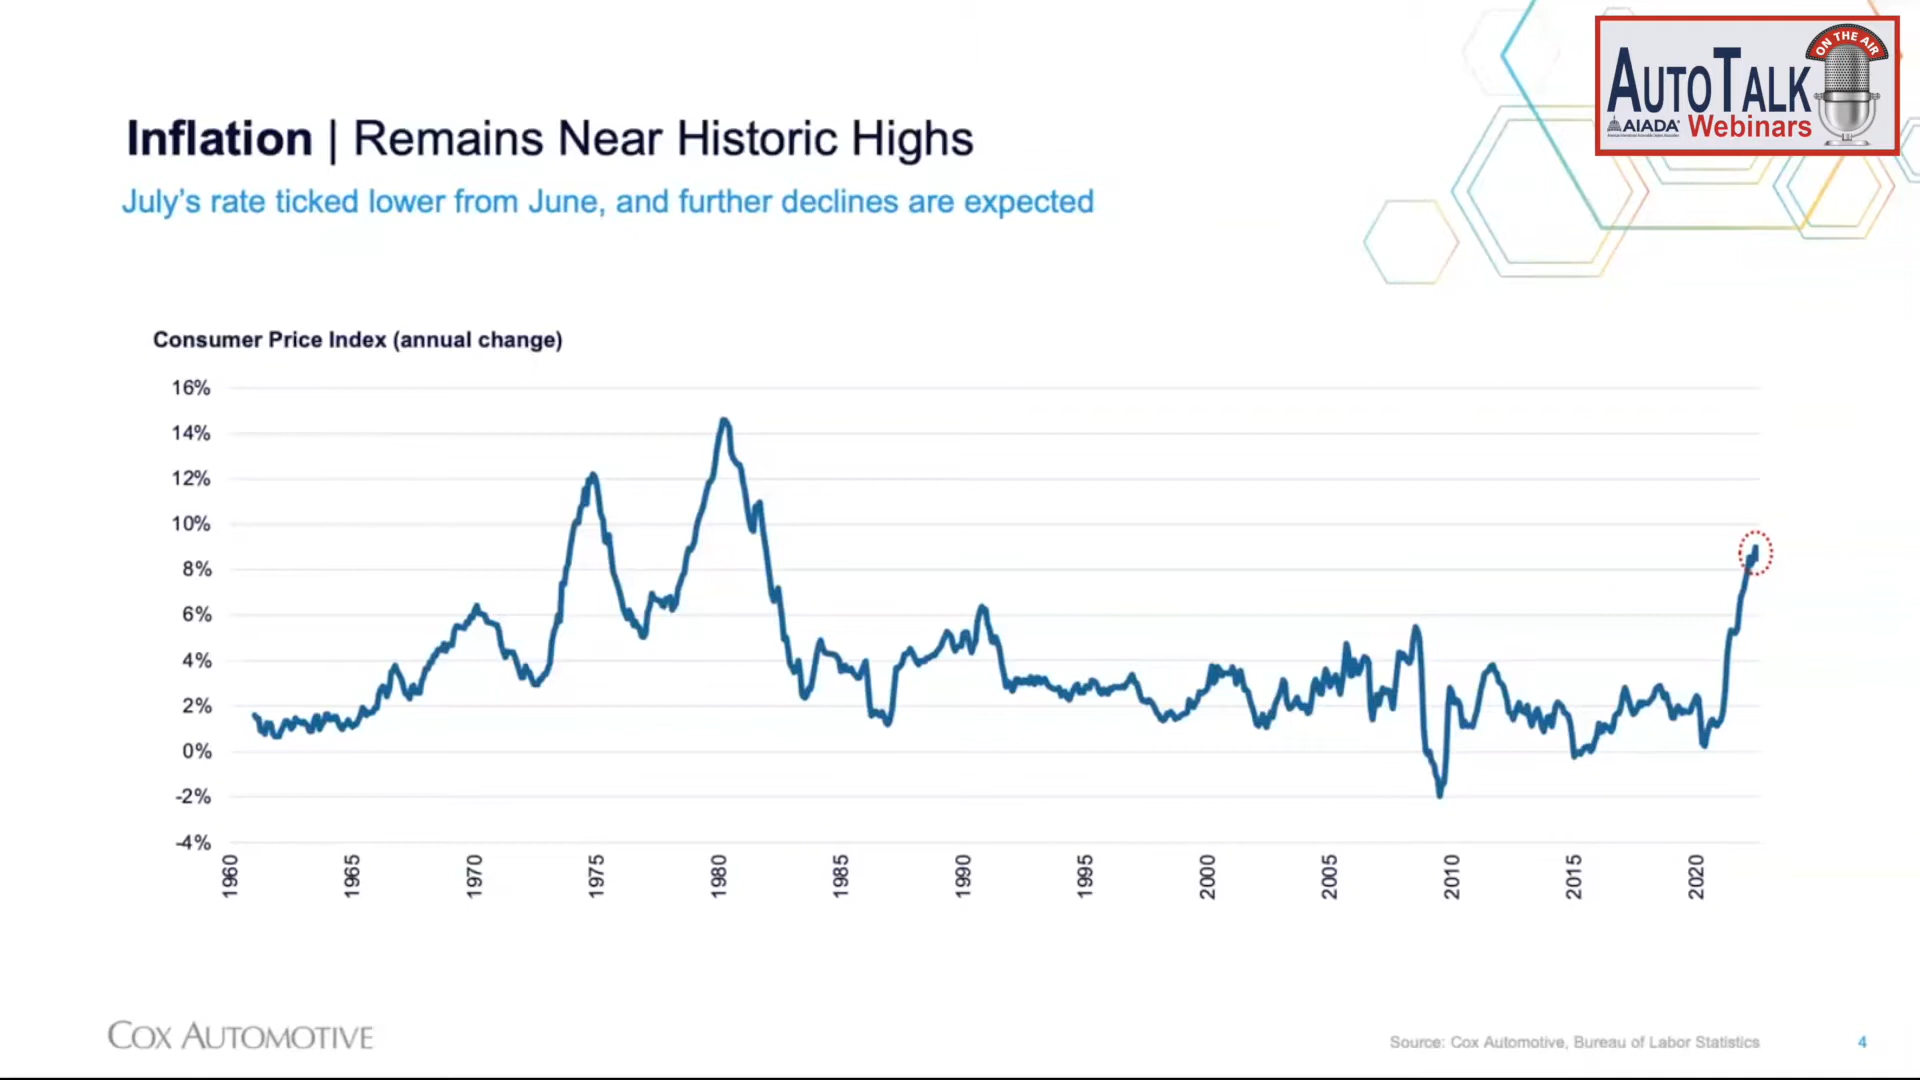 ON THE AIR
AUTOTALK
AIADA Webinars
Inflation | Remains Near Historic Highs
July's rate ticked lower from June, and further declines are expected
Consumer Price Index (annual change)
16%
14%
12%
10%
8%
6%
4%
2%
0%
-2%
-4%
1960 1965 1970 1975 1980 1985 1990 1995 2000 2005 2010 2015 2020
COX AUTOMOTIVE
Source: Cox Automotive, Bureau of Labor Statistics
4